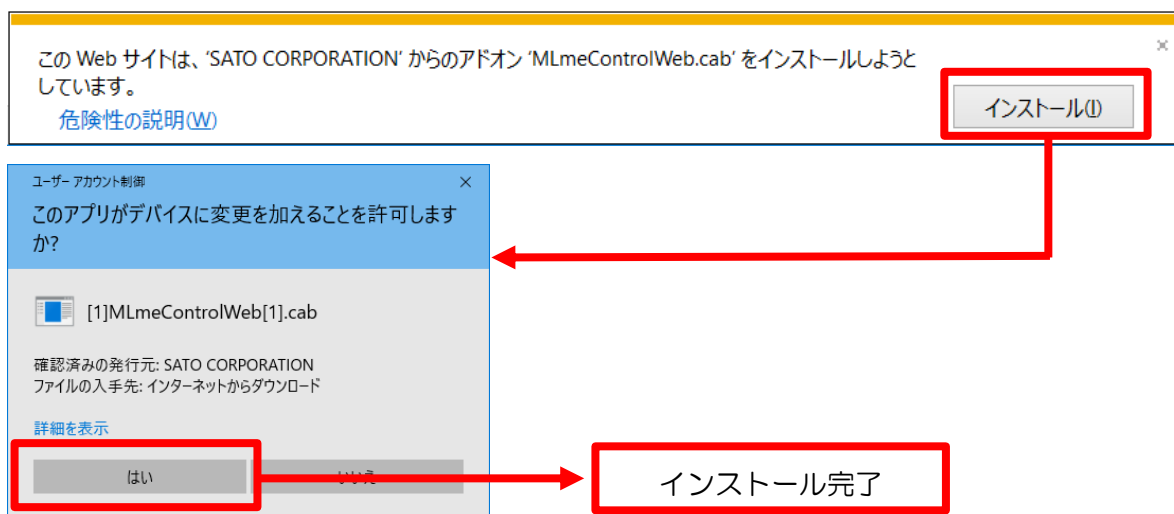 この Web サイトは、'SATO CORPORATION' からのアドオン 'MLmeControlWeb.cab' をインストールしようと
しています。
危険性の説明(W)
インストール(I)
ユーザー アカウント制御
このアプリがデバイスに変更を加えることを許可します
か?
[1]MLmeControlWeb[1].cab
確認済みの発行元: SATO CORPORATION
ファイルの入手先: インターネットからダウンロード
詳細を表示
はい
いいえ
インストール完了